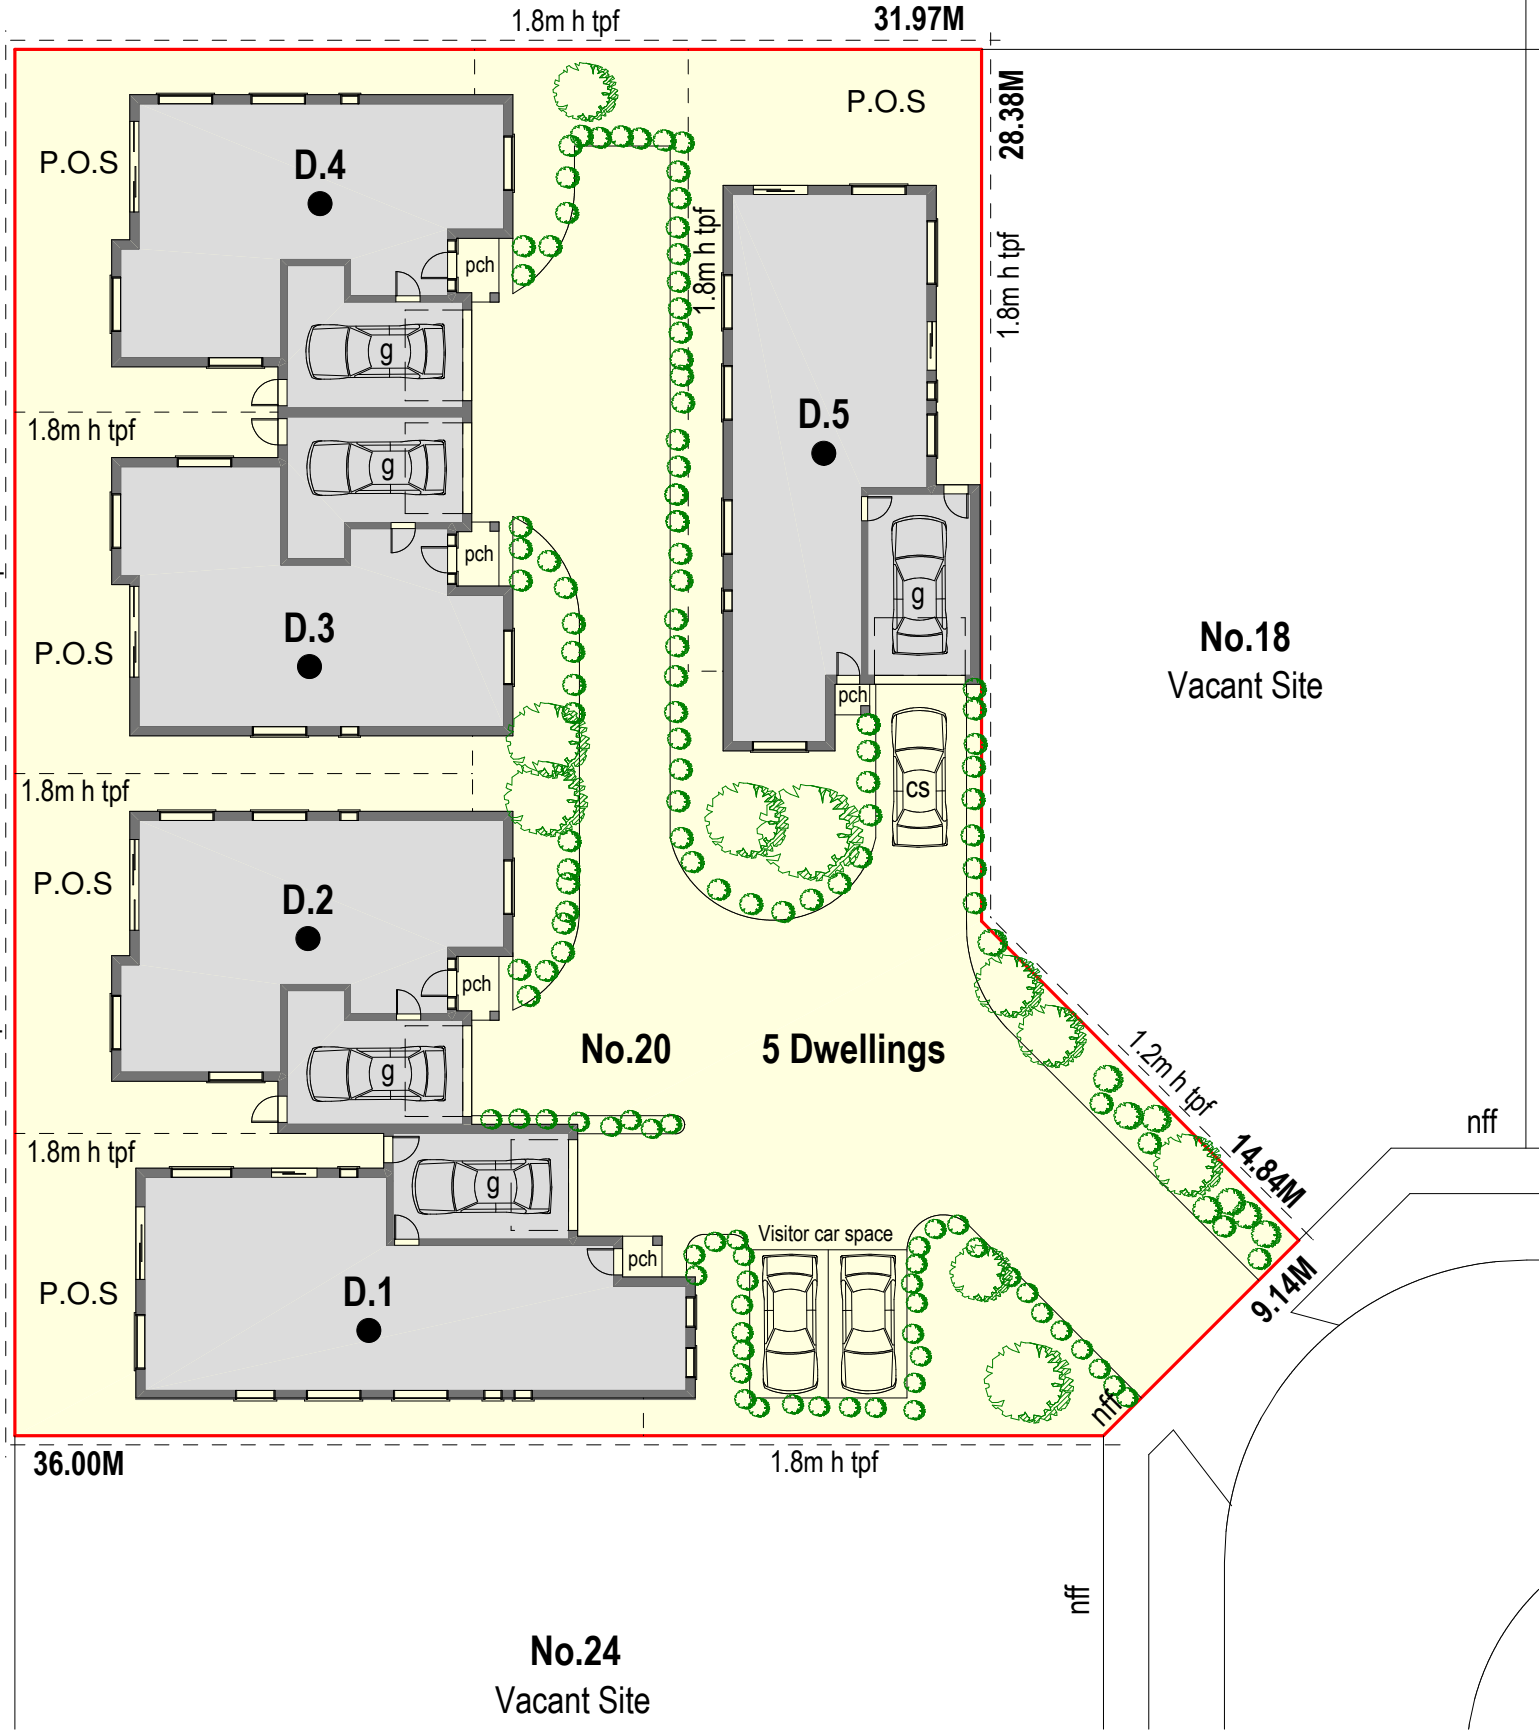 1.8m h tpf
31.97M
P.O.S
28.38M
P.O.S
D.4
1.8m h tpf
1.8m h tpf
pch
g
D.5
1.8m h tpf
g
pch
g
D.3
P.O.S
No.18
Vacant Site
pch
cs
1.8m h tpf
P.O.S
D.2
pch
No.20
5 Dwellings
g
1.2m h tpf
nff
1.8m h tpf
14.84M
g
Visitor car space
pch
P.O.S
D.1
9.14M
nff
36.00M
1.8m h tpf
nff
No.24
Vacant Site